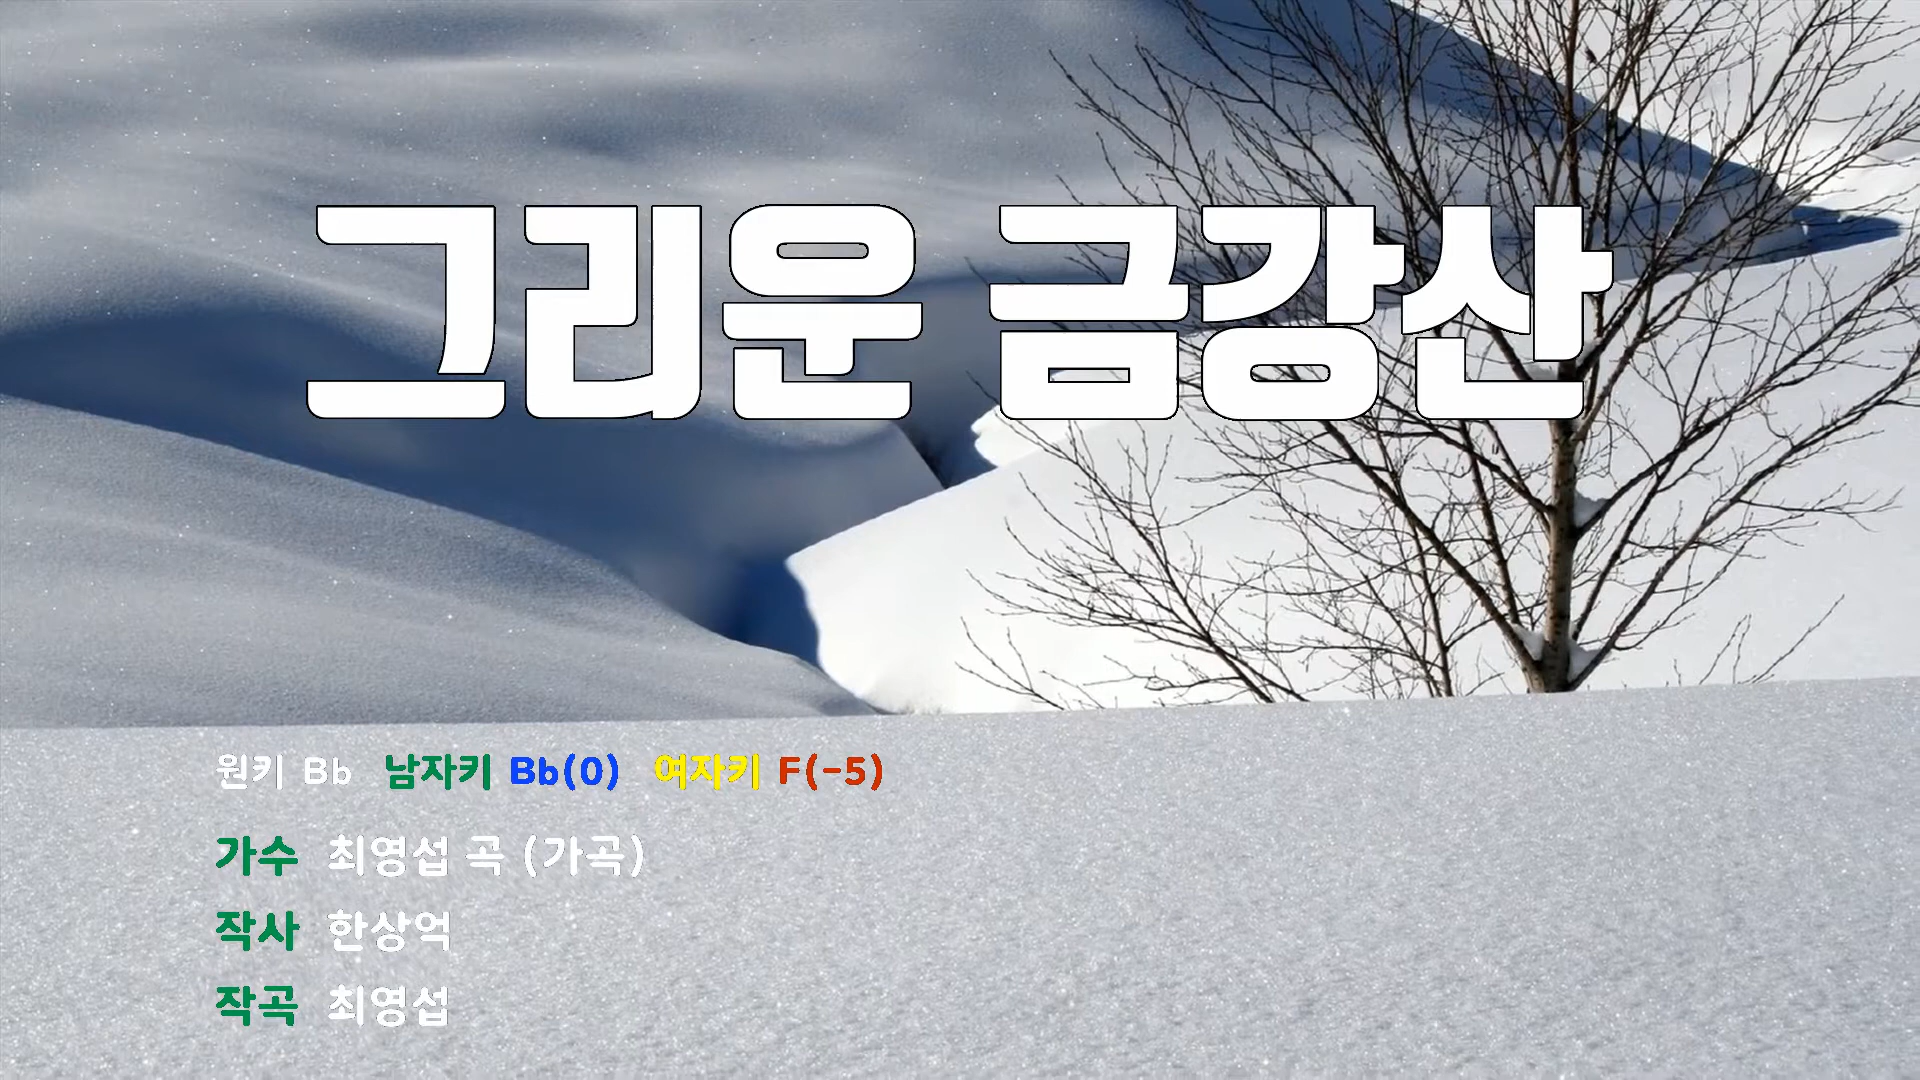 그리운 금강산
원키 Bb 남자키 Bb(0) 여자키 F(-5)
가수 최영섭 곡 (가곡)
작사 한상억
작곡 최영섭